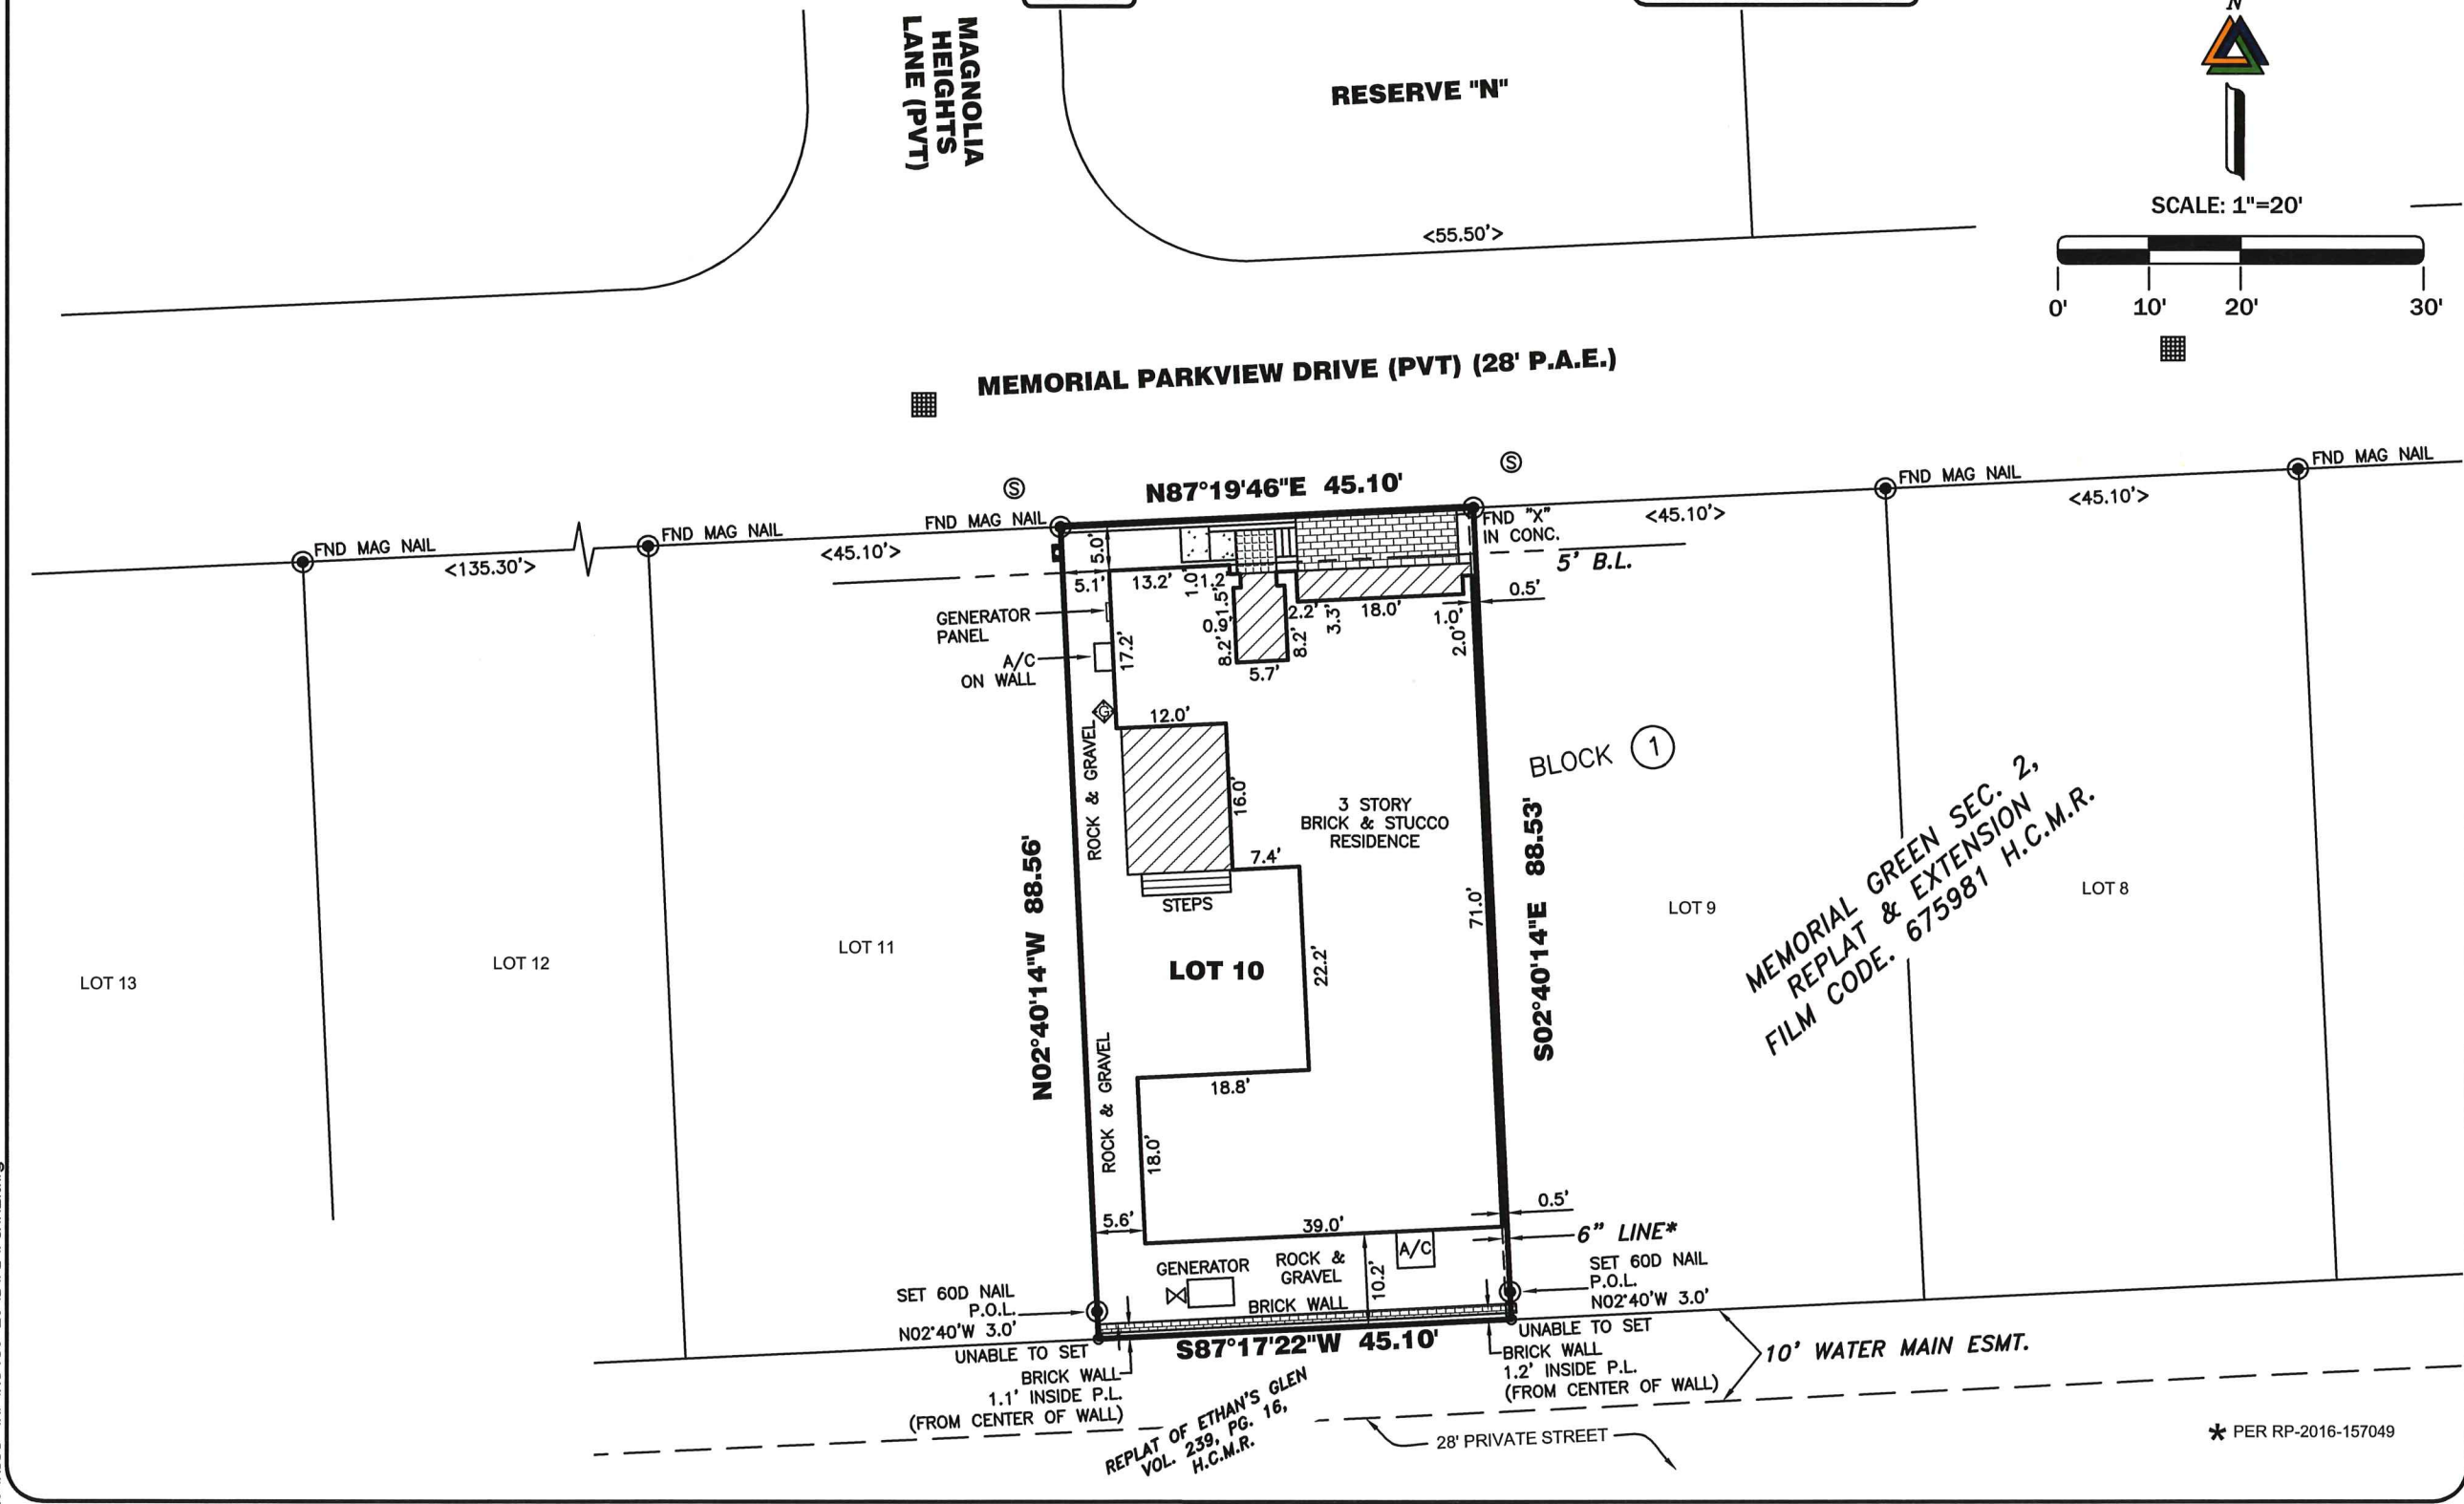 MAGNOLIA
HEIGHTS
LANE (PVT)
RESERVE "N"
N
SCALE: 1"=20'
0' 10' 20' 30'
<55.50'>
MEMORIAL PARKVIEW DRIVE (PVT) (28' P.A.E.)
S
S
N87°19'46"E 45.10'
FND MAG NAIL
<135.30'>
FND MAG NAIL
<45.10'>
FND MAG NAIL
FND "X"
IN CONC.
<45.10'>
FND MAG NAIL
<45.10'>
FND MAG NAIL
5' B.L.
5.0'
5.1'
13.2'
1.0'
1.2'
1.5'
0.9'
8.2'
5.7'
8.2'
2.2'
3.3'
18.0'
1.0'
2.0'
0.5'
GENERATOR
PANEL
A/C
ON WALL
17.2'
G
12.0'
ROCK & GRAVEL
16.0'
7.4'
STEPS
3 STORY
BRICK & STUCCO
RESIDENCE
BLOCK 1
N02°40'14"W 88.56'
S02°40'14"E 88.53'
71.0'
LOT 13
LOT 12
LOT 11
LOT 10
LOT 9
LOT 8
MEMORIAL GREEN SEC. 2,
REPLAT & EXTENSION
FILM CODE. 675981 H.C.M.R.
22.2'
18.8'
ROCK & GRAVEL
18.0'
5.6'
39.0'
0.5'
6" LINE*
GENERATOR
ROCK &
GRAVEL
A/C
10.2'
BRICK WALL
SET 60D NAIL
P.O.L.
N02°40'W 3.0'
UNABLE TO SET
SET 60D NAIL
P.O.L.
N02°40'W 3.0'
UNABLE TO SET
S87°17'22"W 45.10'
BRICK WALL
1.1' INSIDE P.L.
(FROM CENTER OF WALL)
BRICK WALL
1.2' INSIDE P.L.
(FROM CENTER OF WALL)
10' WATER MAIN ESMT.
REPLAT OF ETHAN'S GLEN
VOL. 239, PG. 16,
H.C.M.R.
28' PRIVATE STREET
* PER RP-2016-157049